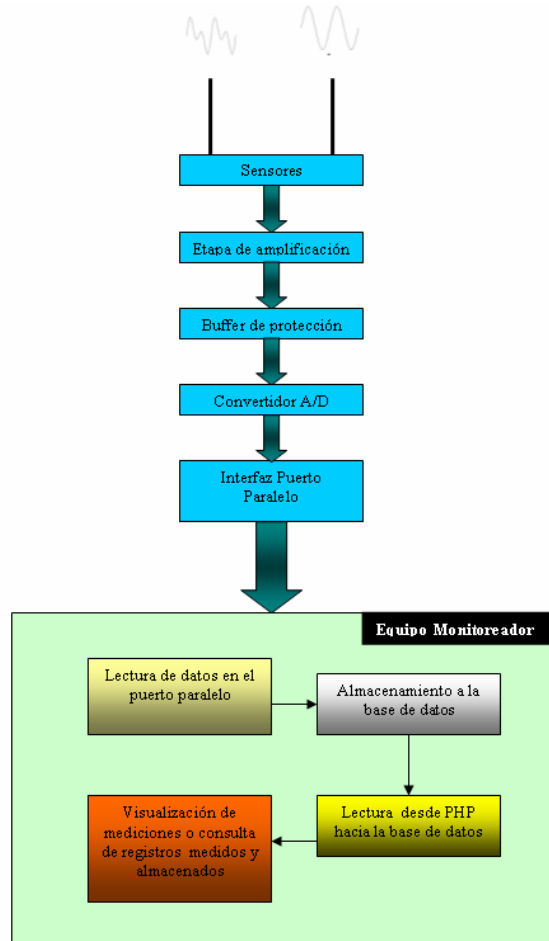 Sensores
Etapa de amplificación
Buffer de protección
Convertidor A/D
Interfaz Puerto
Paralelo
Equipo Monitoreador
Lectura de datos en el
puerto paralelo
Almacenamiento a la
base de datos
Lectura desde PHP
hacia la base de datos
Visualización de
mediciones o consulta
de registros medidos y
almacenados